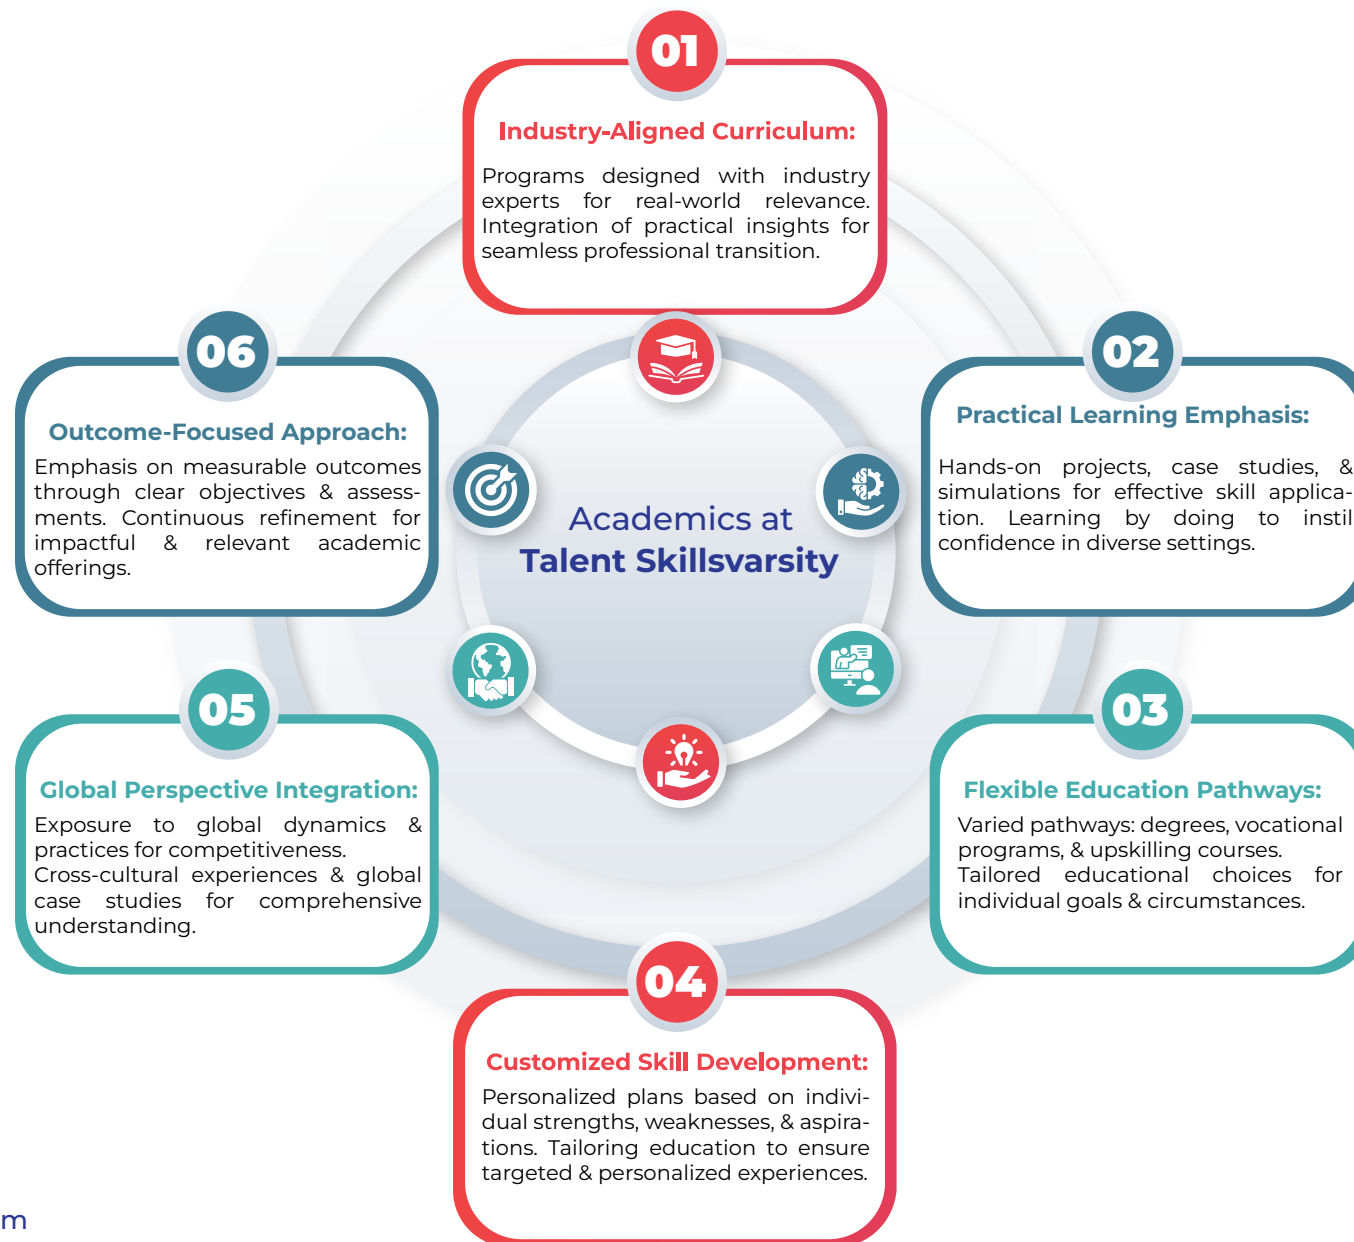 01
Industry-Aligned Curriculum:
Programs designed with industry
experts for real-world relevance.
Integration of practical insights for
seamless professional transition.
06
Outcome-Focused Approach:
Emphasis on measurable outcomes
through clear objectives & assess-
ments. Continuous refinement for
impactful & relevant academic
offerings.
Academics at
Talent Skillsvarsity
02
Practical Learning Emphasis:
Hands-on projects, case studies, &
simulations for effective skill applica-
tion. Learning by doing to instil
confidence in diverse settings.
05
Global Perspective Integration:
Exposure to global dynamics &
practices for competitiveness.
Cross-cultural experiences & global
case studies for comprehensive
understanding.
03
Flexible Education Pathways:
Varied pathways: degrees, vocational
programs, & upskilling courses.
Tailored educational choices for
individual goals & circumstances.
04
Customized Skill Development:
Personalized plans based on indivi-
dual strengths, weaknesses, & aspira-
tions. Tailoring education to ensure
targeted & personalized experiences.
m